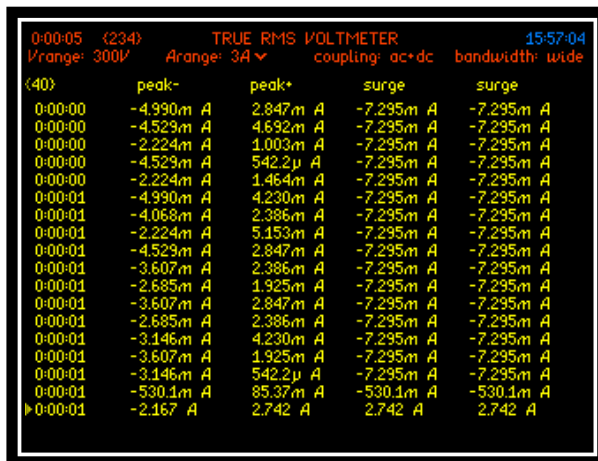 0:00:05 {234} TRUE RMS VOLTMETER 15:57:04
Vrange: 300V Arange: 3A coupling: ac+dc bandwidth: wide
{40} peak- peak+ surge surge
0:00:00 -4.990m A 2.847m A -7.295m A -7.295m A
0:00:00 -4.529m A 4.692m A -7.295m A -7.295m A
0:00:00 -2.224m A 1.003m A -7.295m A -7.295m A
0:00:00 -4.529m A 542.2µ A -7.295m A -7.295m A
0:00:00 -2.224m A 1.464m A -7.295m A -7.295m A
0:00:01 -4.990m A 4.230m A -7.295m A -7.295m A
0:00:01 -4.068m A 2.386m A -7.295m A -7.295m A
0:00:01 -2.224m A 5.153m A -7.295m A -7.295m A
0:00:01 -4.529m A 2.847m A -7.295m A -7.295m A
0:00:01 -3.607m A 2.386m A -7.295m A -7.295m A
0:00:01 -2.685m A 1.925m A -7.295m A -7.295m A
0:00:01 -3.607m A 2.847m A -7.295m A -7.295m A
0:00:01 -2.685m A 2.386m A -7.295m A -7.295m A
0:00:01 -3.146m A 4.230m A -7.295m A -7.295m A
0:00:01 -3.607m A 1.925m A -7.295m A -7.295m A
0:00:01 -3.146m A 542.2µ A -7.295m A -7.295m A
0:00:01 -530.1m A 85.37m A -530.1m A -530.1m A
0:00:01 -2.167 A 2.742 A 2.742 A 2.742 A